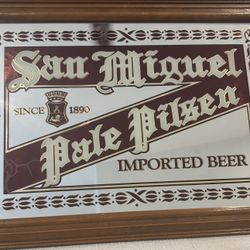 San Miguel
SINCE 1890
Pale Pilsen
IMPORTED BEER